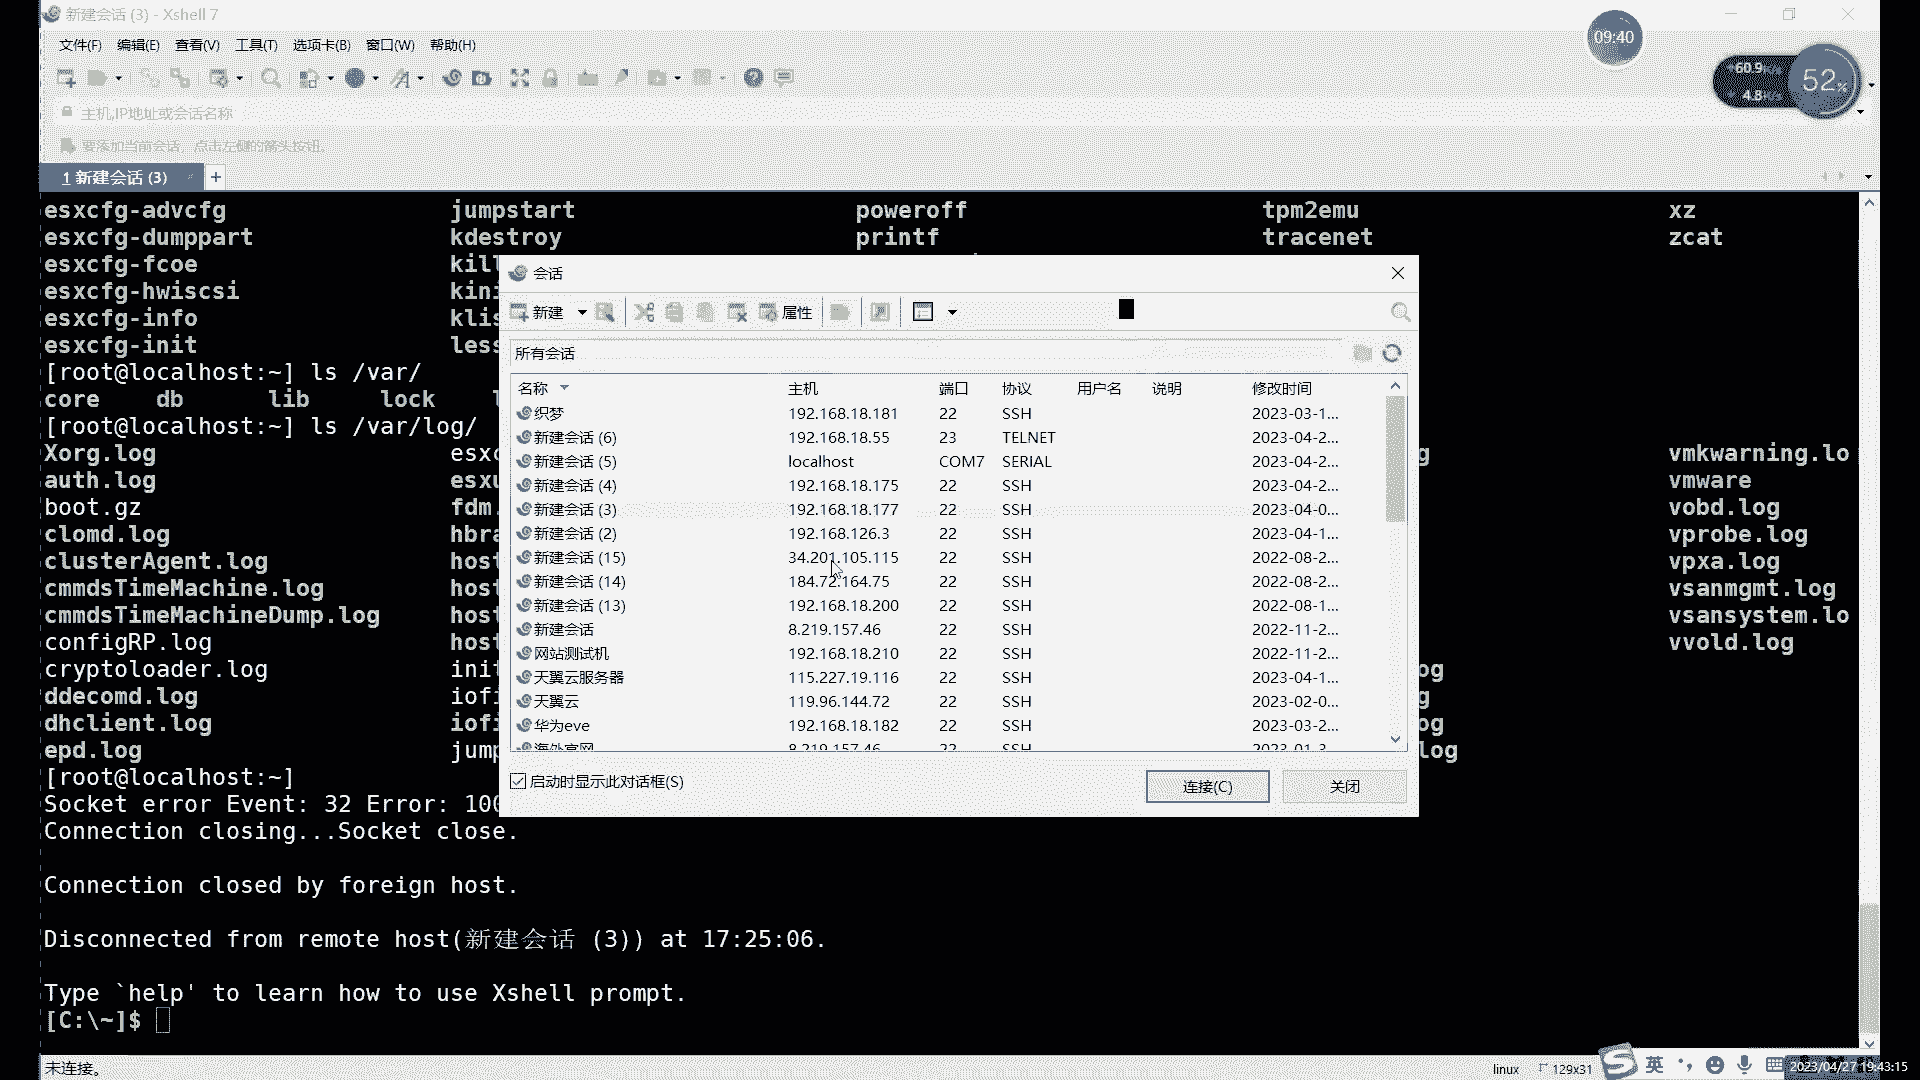 新建会话 (3) - Xshell 7
09:40
文件(F) 编辑(E) 查看(V) 工具(T) 选项卡(B) 窗口(W) 帮助(H)
60.9K/s
4.8K/s
52%
主机,IP地址或会话名称
要添加当前会话，点击左侧的箭头按钮。
1 新建会话 (3)
+
esxcfg-advcfg jumpstart poweroff tpm2emu xz
esxcfg-dumppart kdestroy printf tracenet zcat
esxcfg-fcoe kill
esxcfg-hwiscsi kini
esxcfg-info klis
esxcfg-init less
[root@localhost:~] ls /var/
core db lib lock
[root@localhost:~] ls /var/log/
Xorg.log esxc vmkwarning.lo
auth.log esxu vmware
boot.gz fdm. vobd.log
clomd.log hbra vprobe.log
clusterAgent.log host vpxa.log
cmmdsTimeMachine.log host vsanmgmt.log
cmmdsTimeMachineDump.log host vsansystem.lo
configRP.log host vvold.log
cryptoloader.log init og
ddecomd.log iofi g
dhclient.log iofi og
epd.log jump log
[root@localhost:~]
Socket error Event: 32 Error: 100
Connection closing...Socket close.
Connection closed by foreign host.
Disconnected from remote host(新建会话 (3)) at 17:25:06.
Type `help' to learn how to use Xshell prompt.
[C:\~]$
会话
新建 属性
所有会话
名称 主机 端口 协议 用户名 说明 修改时间
织梦 192.168.18.181 22 SSH 2023-03-1...
新建会话 (6) 192.168.18.55 23 TELNET 2023-04-2...
新建会话 (5) localhost COM7 SERIAL 2023-04-2...
新建会话 (4) 192.168.18.175 22 SSH 2023-04-2...
新建会话 (3) 192.168.18.177 22 SSH 2023-04-0...
新建会话 (2) 192.168.126.3 22 SSH 2023-04-1...
新建会话 (15) 34.201.105.115 22 SSH 2022-08-2...
新建会话 (14) 184.72.164.75 22 SSH 2022-08-2...
新建会话 (13) 192.168.18.200 22 SSH 2022-08-1...
新建会话 8.219.157.46 22 SSH 2022-11-2...
网站测试机 192.168.18.210 22 SSH 2022-11-2...
天翼云服务器 115.227.19.116 22 SSH 2023-04-1...
天翼云 119.96.144.72 22 SSH 2023-02-0...
华为eve 192.168.18.182 22 SSH 2023-03-2...
海外官网 8.219.157.46 22 SSH 2023-01-3...
启动时显示此对话框(S)
连接(C) 关闭
未连接。
linux 129x31
英
2023/04/27 19:43:15